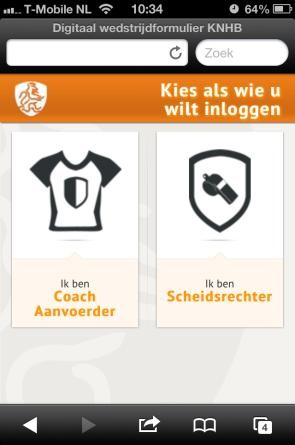 T-Mobile NL 10:34 64%
Digitaal wedstrijdformulier KNHB
Zoek
Kies als wie u
wilt inloggen
Ik ben
Coach
Aanvoerder
Ik ben
Scheidsrechter
4